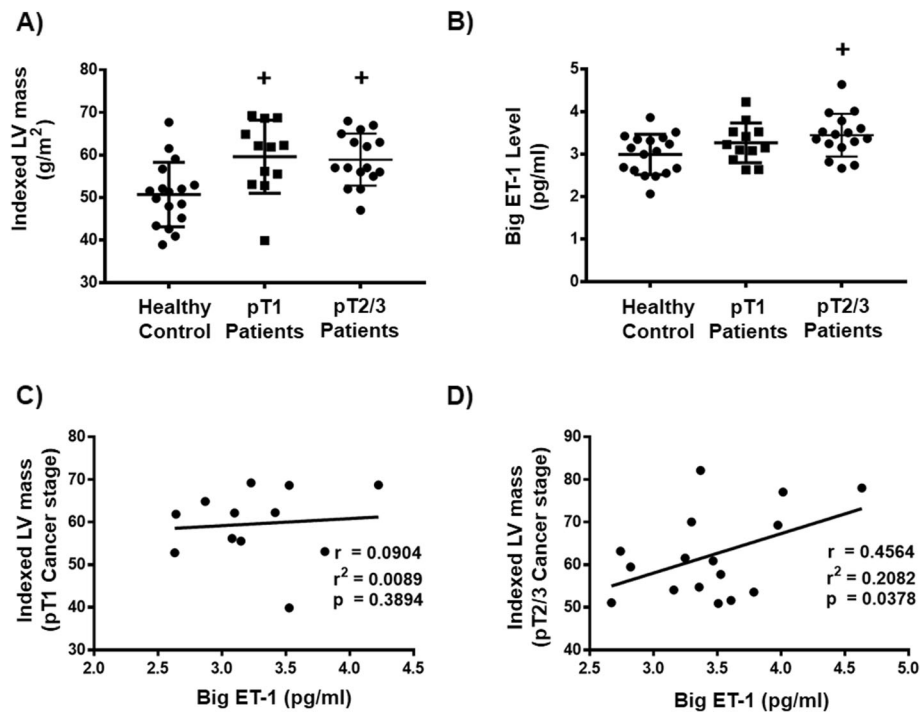 A)
Indexed LV mass
(g/m²)
80
70
60
50
40
30
+
+
Healthy
Control
pT1
Patients
pT2/3
Patients
B)
Big ET-1 Level
(pg/ml)
5
4
3
2
1
0
+
Healthy
Control
pT1
Patients
pT2/3
Patients
C)
Indexed LV mass
(pT1 Cancer stage)
80
70
60
50
40
30
r = 0.0904
r² = 0.0089
p = 0.3894
2.0 2.5 3.0 3.5 4.0 4.5
Big ET-1 (pg/ml)
D)
Indexed LV mass
(pT2/3 Cancer stage)
90
80
70
60
50
40
r = 0.4564
r² = 0.2082
p = 0.0378
2.5 3.0 3.5 4.0 4.5 5.0
Big ET-1 (pg/ml)